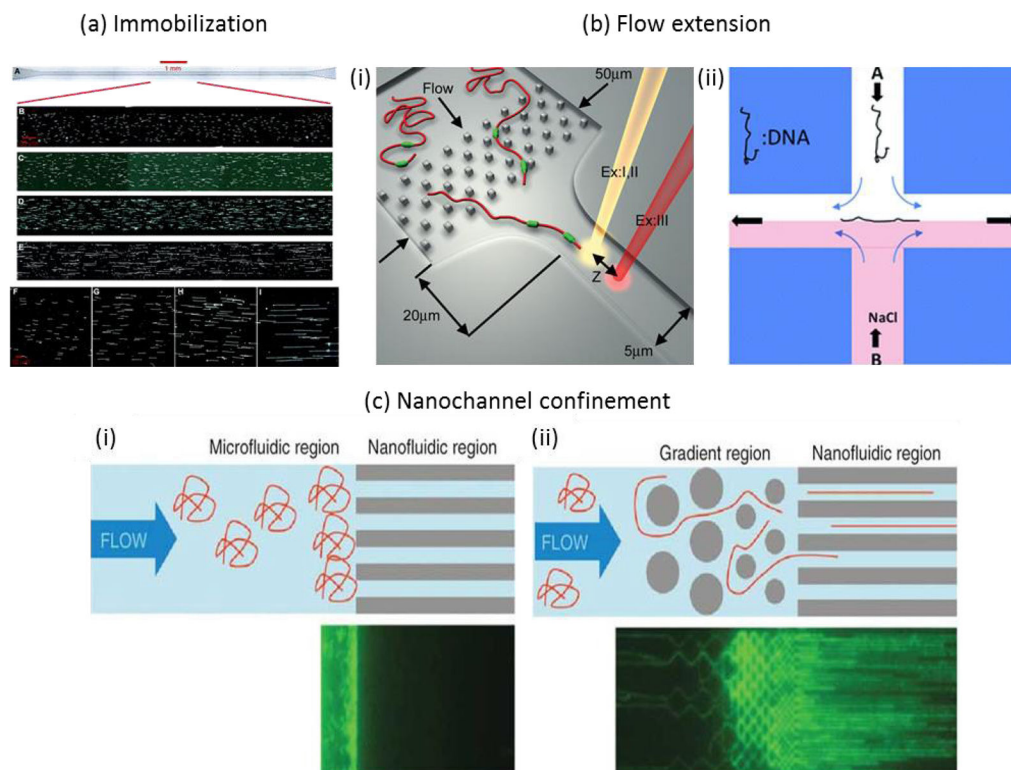 (a) Immobilization
(b) Flow extension
A
1 mm
B
C
D
E
F
G
H
I
(i)
Flow
50μm
Ex:I,II
Ex:III
Z
20μm
5μm
(ii)
A
:DNA
NaCl
B
(c) Nanochannel confinement
(i)
Microfluidic region
Nanofluidic region
FLOW
(ii)
Gradient region
Nanofluidic region
FLOW